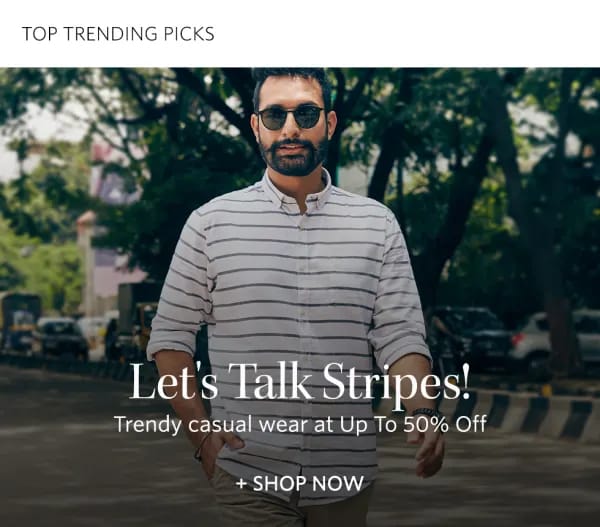 TOP TRENDING PICKS
Let's Talk Stripes!
Trendy casual wear at Up To 50% Off
+ SHOP NOW